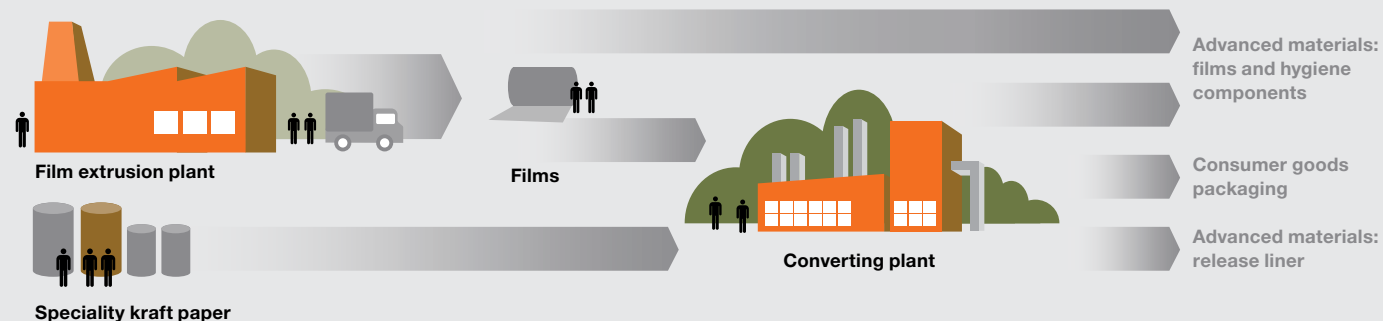 Advanced materials:
films and hygiene
components
Film extrusion plant
Films
Consumer goods
packaging
Converting plant
Advanced materials:
release liner
Speciality kraft paper